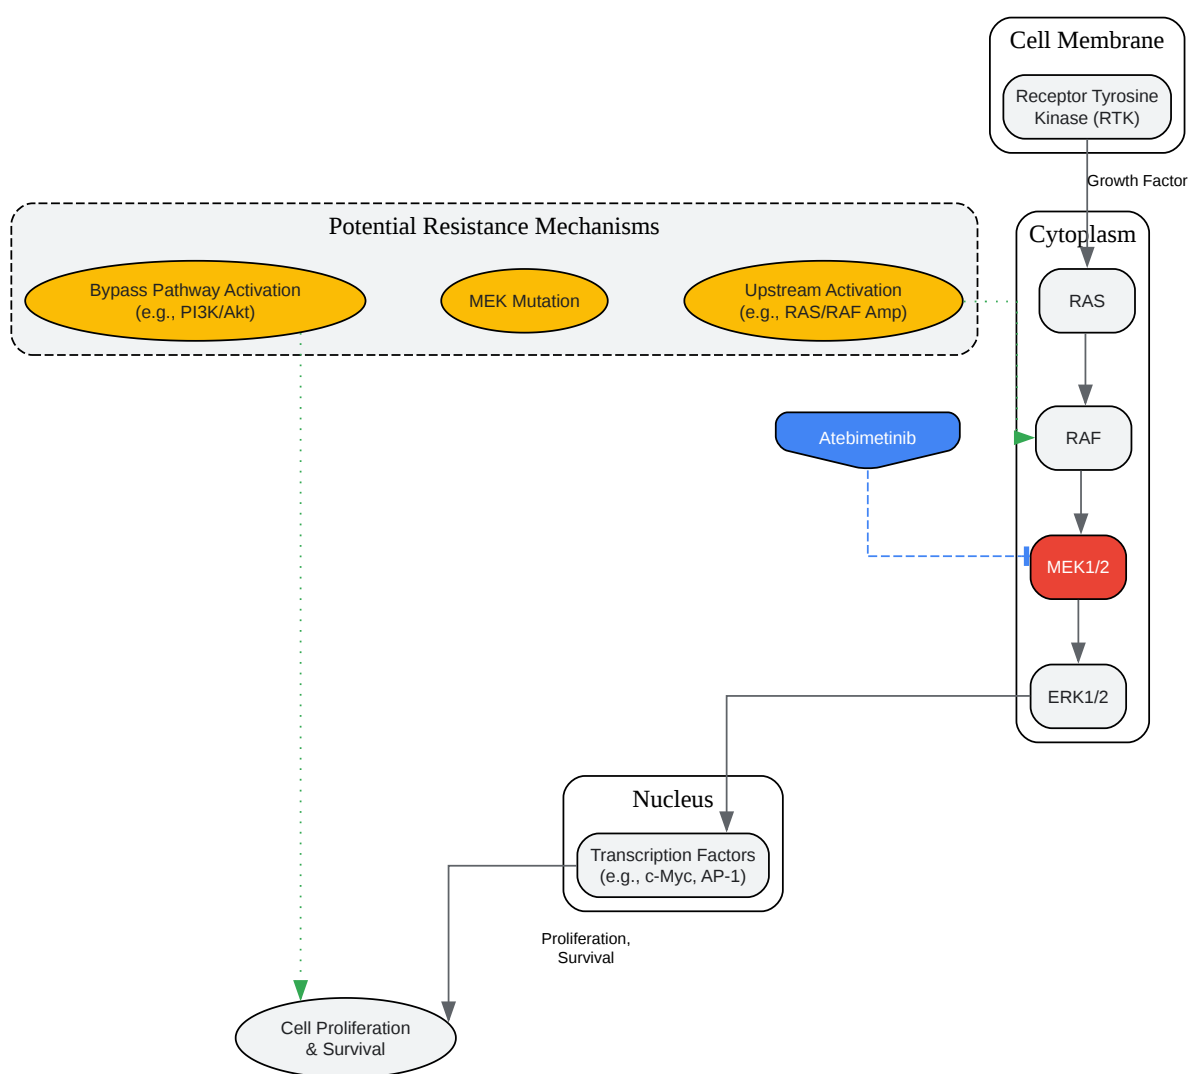 Cell Membrane
Receptor Tyrosine
Kinase (RTK)
Growth Factor
Potential Resistance Mechanisms
Cytoplasm
Bypass Pathway Activation
(e.g., PI3K/Akt)
MEK Mutation
Upstream Activation
(e.g., RAS/RAF Amp)
RAS
Atebimetinib
RAF
MEK1/2
ERK1/2
Nucleus
Transcription Factors
(e.g., c-Myc, AP-1)
Proliferation,
Survival
Cell Proliferation
& Survival